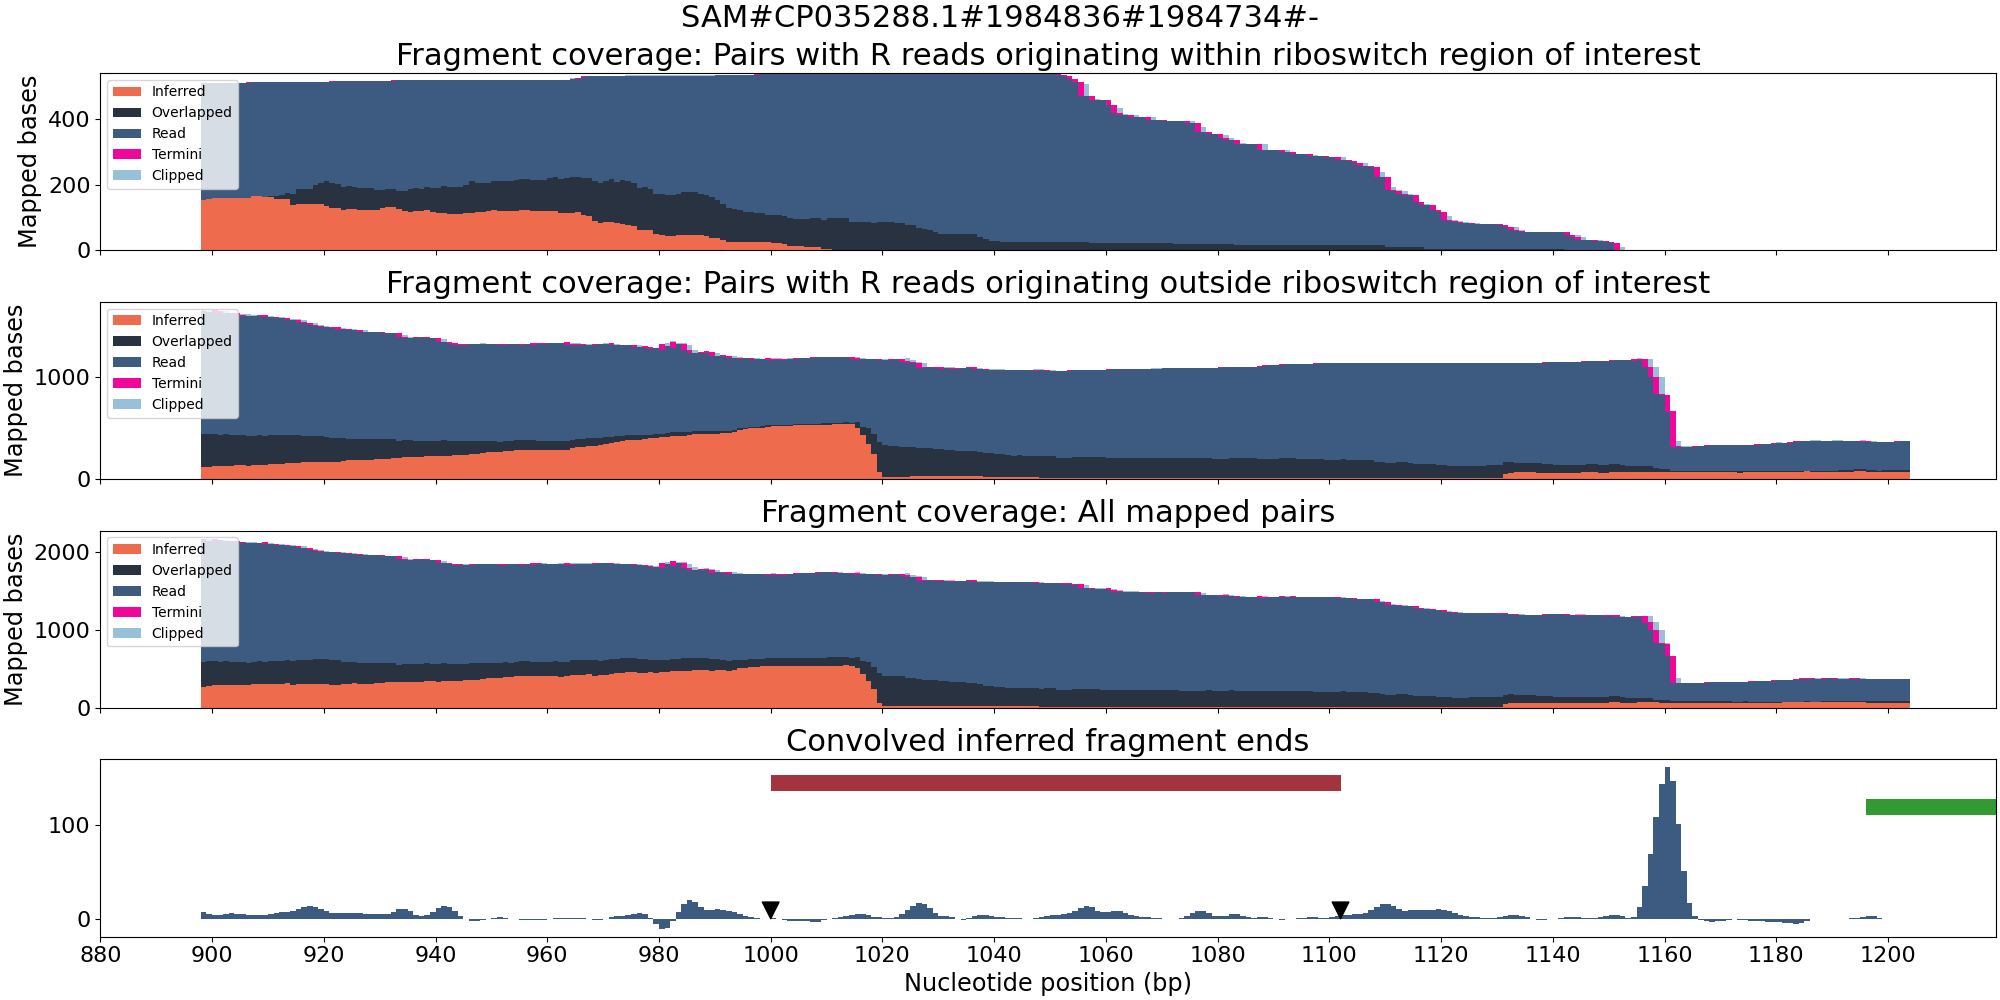 SAM#CP035288.1#1984836#1984734#-
Fragment coverage: Pairs with R reads originating within riboswitch region of interest
Mapped bases
400
200
0
Inferred
Overlapped
Read
Termini
Clipped
Fragment coverage: Pairs with R reads originating outside riboswitch region of interest
Mapped bases
1000
0
Inferred
Overlapped
Read
Termini
Clipped
Fragment coverage: All mapped pairs
Mapped bases
2000
1000
0
Inferred
Overlapped
Read
Termini
Clipped
Convolved inferred fragment ends
100
0
880 900 920 940 960 980 1000 1020 1040 1060 1080 1100 1120 1140 1160 1180 1200
Nucleotide position (bp)